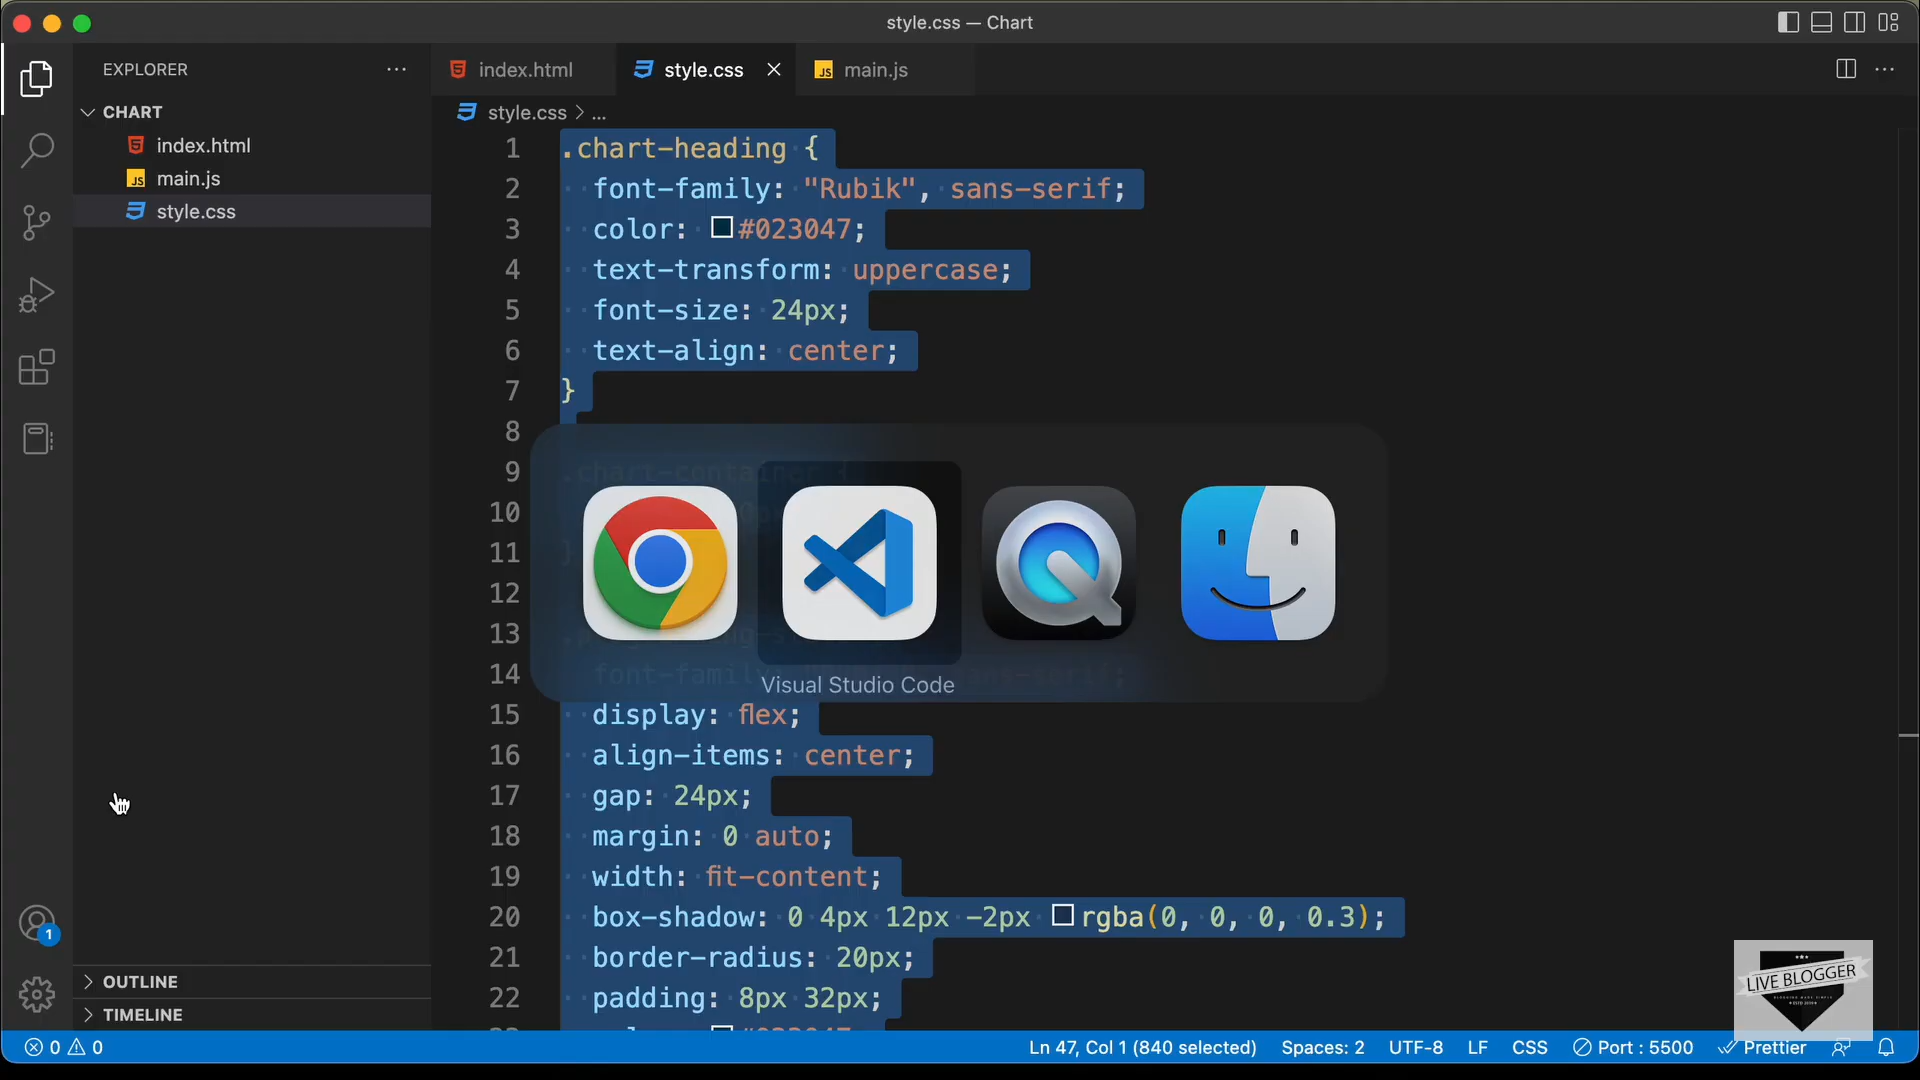 style.css — Chart
EXPLORER
index.html
style.css
main.js
CHART
index.html
main.js
style.css
style.css > ...
1 .chart-heading {
2 font-family: "Rubik", sans-serif;
3 color: #023047;
4 text-transform: uppercase;
5 font-size: 24px;
6 text-align: center;
7 }
8
9 .chart-container {
10
11 }
12
13
14 font-family: sans-serif;
Visual Studio Code
15 display: flex;
16 align-items: center;
17 gap: 24px;
18 margin: 0 auto;
19 width: fit-content;
20 box-shadow: 0 4px 12px -2px rgba(0, 0, 0, 0.3);
21 border-radius: 20px;
22 padding: 8px 32px;
1
OUTLINE
TIMELINE
LIVE BLOGGER
0 0
Ln 47, Col 1 (840 selected)
Spaces: 2
UTF-8
LF
CSS
Port : 5500
Prettier